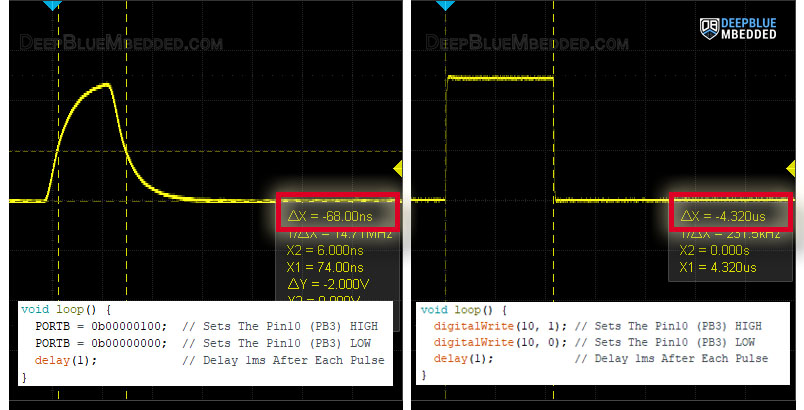 DEEPBLUEMBEDDED.COM
ΔX = -68.00ns
1/ΔX = 14.71MHz
X2 = 6.000ns
X1 = 74.00ns
ΔY = -2.000V
Y2 = 0.000V
void loop() {
PORTB = 0b00000100; // Sets The Pin10 (PB3) HIGH
PORTB = 0b00000000; // Sets The Pin10 (PB3) LOW
delay(1); // Delay 1ms After Each Pulse
}
DEEPBLUEMBEDDED.COM
DEEPBLUE
MBEDDED
ΔX = -4.320us
1/ΔX = 231.5kHz
X2 = 0.000s
X1 = 4.320us
void loop() {
digitalWrite(10, 1); // Sets The Pin10 (PB3) HIGH
digitalWrite(10, 0); // Sets The Pin10 (PB3) LOW
delay(1); // Delay 1ms After Each Pulse
}